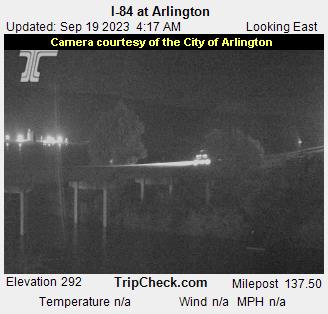 I-84 at Arlington
Updated: Sep 19 2023 4:17 AM Looking East
Camera courtesy of the City of Arlington
Elevation 292 TripCheck.com Milepost 137.50
Temperature n/a Wind n/a MPH n/a